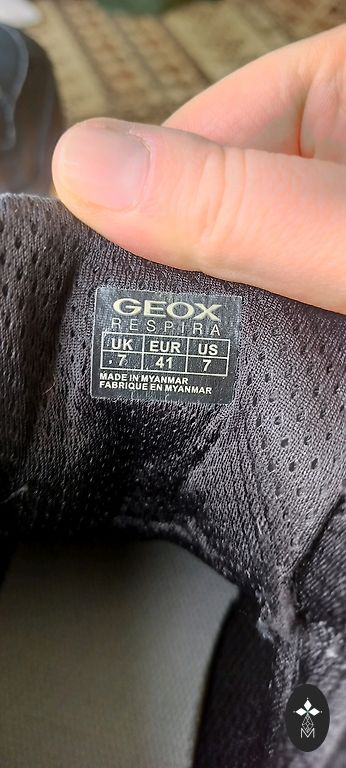 GEOX
RESPIRA
UK EUR US
7 41 7
MADE IN MYANMAR
FABRIQUE EN MYANMAR
M